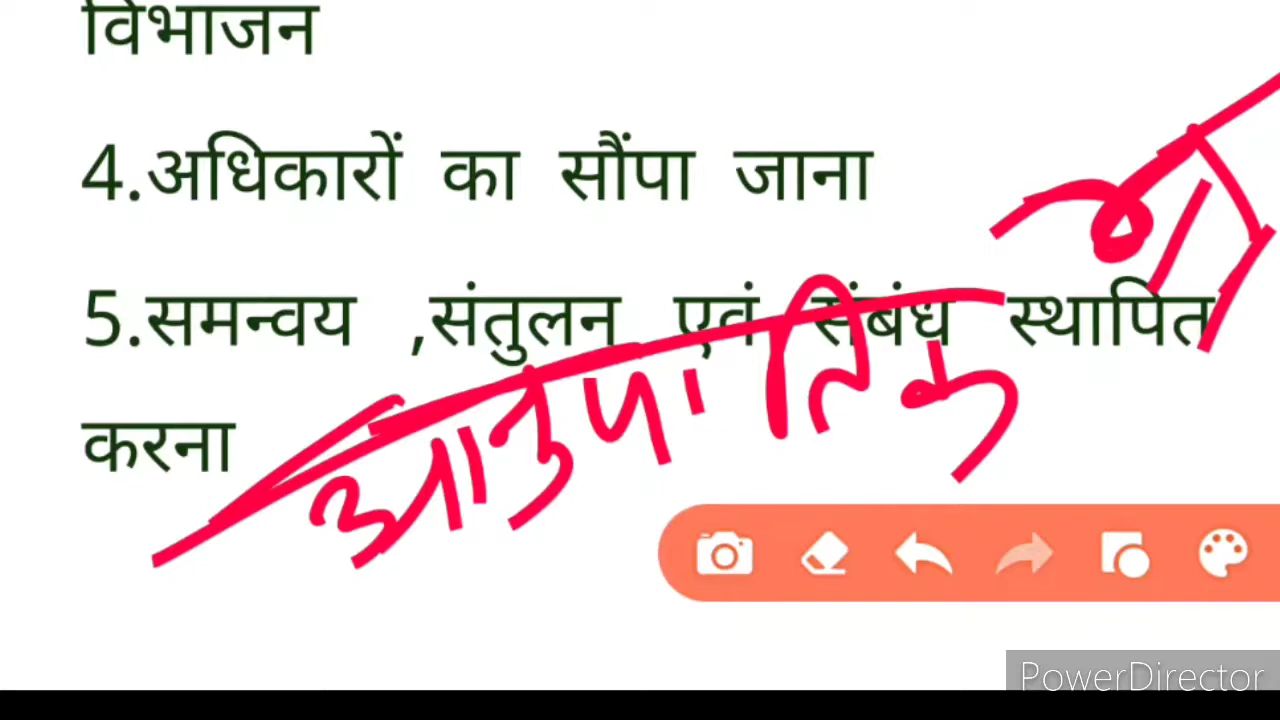 विभाजन
4.अधिकारों का सौंपा जाना
5.समन्वय ,संतुलन एवं संबंध स्थापित
करना
आनुपातिक
PowerDirector